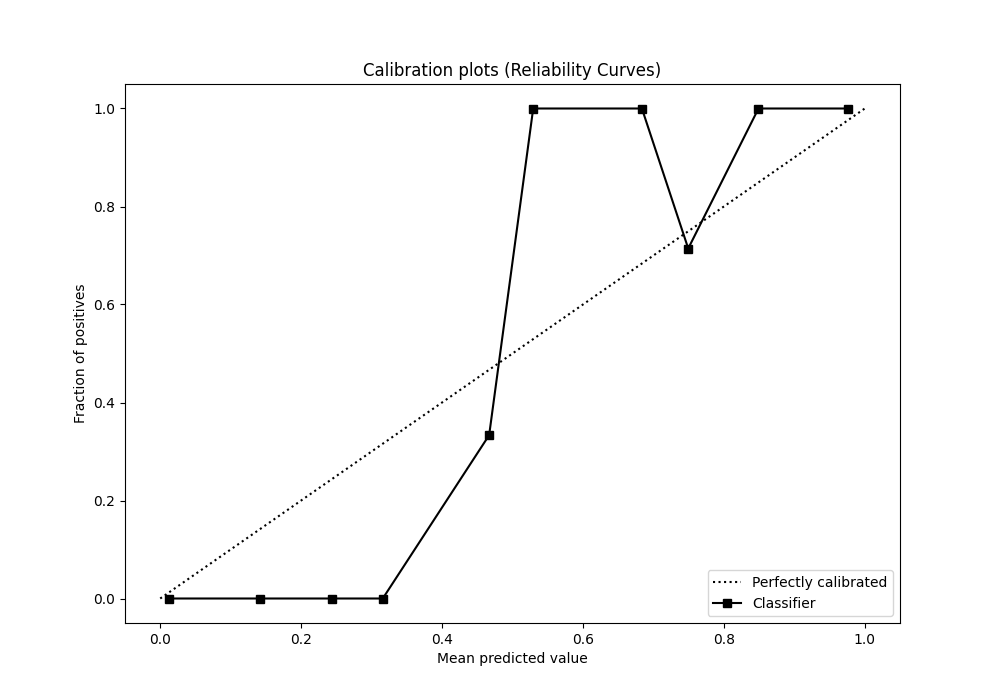 Calibration plots (Reliability Curves)
1.0
0.8
0.6
0.4
0.2
0.0
Fraction of positives
0.0 0.2 0.4 0.6 0.8 1.0
Mean predicted value
Perfectly calibrated
Classifier